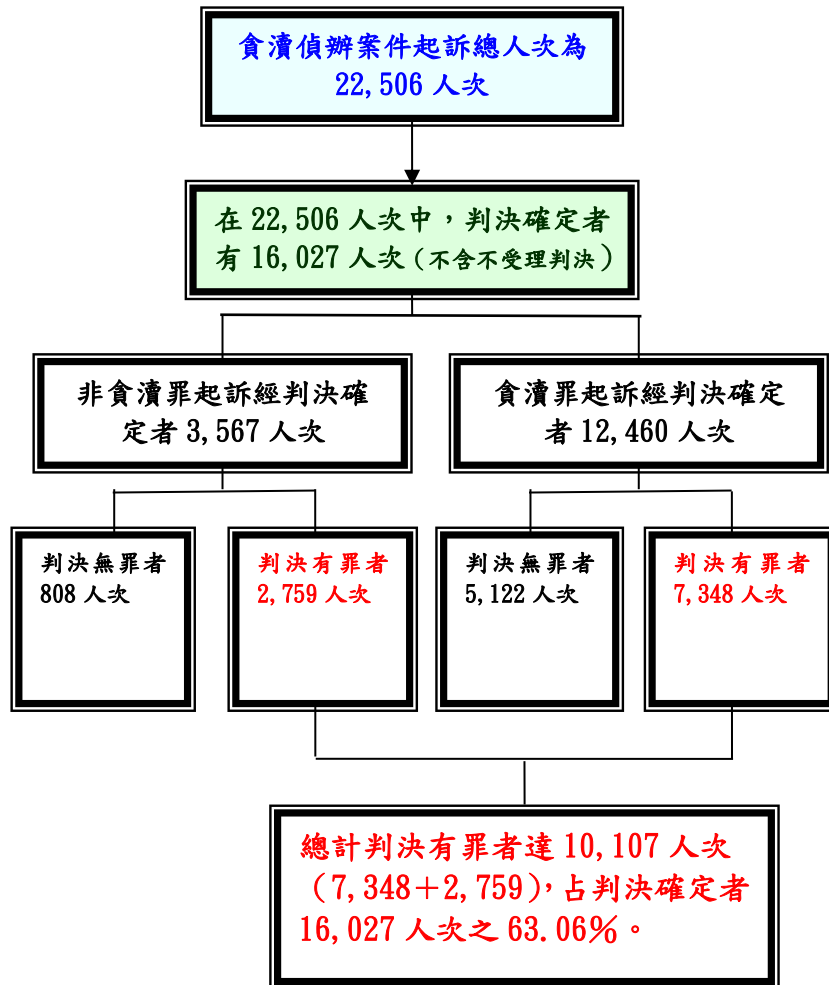 貪瀆偵辦案件起訴總人次為
22,506 人次
在 22,506 人次中，判決確定者
有 16,027 人次（不含不受理判決）
非貪瀆罪起訴經判決確
定者 3,567 人次
貪瀆罪起訴經判決確定
者 12,460 人次
判決無罪者
808 人次
判決有罪者
2,759 人次
判決無罪者
5,122 人次
判決有罪者
7,348 人次
總計判決有罪者達 10,107 人次
（7,348＋2,759），占判決確定者
16,027 人次之 63.06％。